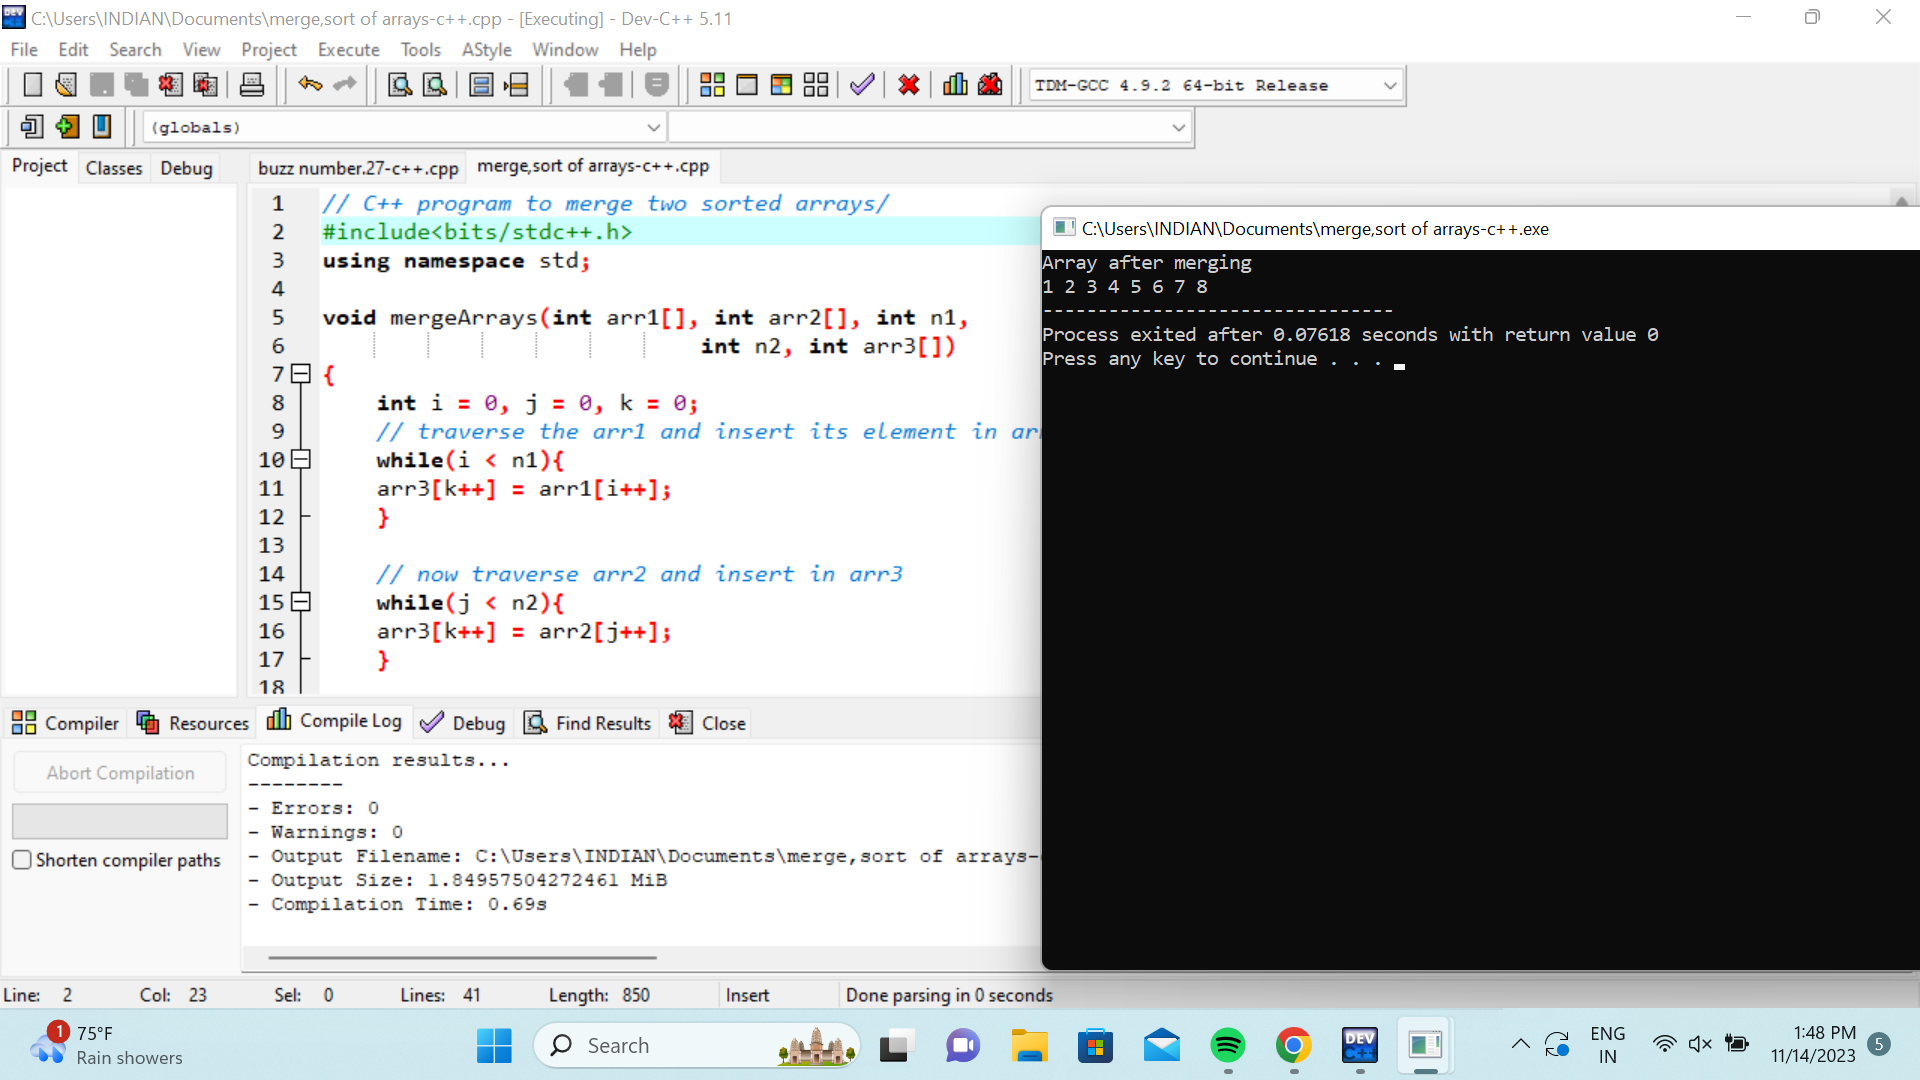 C:\Users\INDIAN\Documents\merge,sort of arrays-c++.cpp - [Executing] - Dev-C++ 5.11
File Edit Search View Project Execute Tools AStyle Window Help
TDM-GCC 4.9.2 64-bit Release
(globals)
Project Classes Debug
buzz number.27-c++.cpp merge,sort of arrays-c++.cpp
1 // C++ program to merge two sorted arrays/
2 #include<bits/stdc++.h>
3 using namespace std;
4
5 void mergeArrays(int arr1[], int arr2[], int n1,
6 int n2, int arr3[])
7 {
8 int i = 0, j = 0, k = 0;
9 // traverse the arr1 and insert its element in ar
10 while(i < n1){
11 arr3[k++] = arr1[i++];
12 }
13
14 // now traverse arr2 and insert in arr3
15 while(j < n2){
16 arr3[k++] = arr2[j++];
17 }
18
C:\Users\INDIAN\Documents\merge,sort of arrays-c++.exe
Array after merging
1 2 3 4 5 6 7 8
--------------------------------
Process exited after 0.07618 seconds with return value 0
Press any key to continue . . .
Compiler Resources Compile Log Debug Find Results Close
Abort Compilation
Shorten compiler paths
Compilation results...
--------
- Errors: 0
- Warnings: 0
- Output Filename: C:\Users\INDIAN\Documents\merge,sort of arrays-
- Output Size: 1.84957504272461 MiB
- Compilation Time: 0.69s
Line: 2 Col: 23 Sel: 0 Lines: 41 Length: 850 Insert Done parsing in 0 seconds
1 75°F
Rain showers
Search
DEV
C++
ENG
IN
1:48 PM
11/14/2023
5